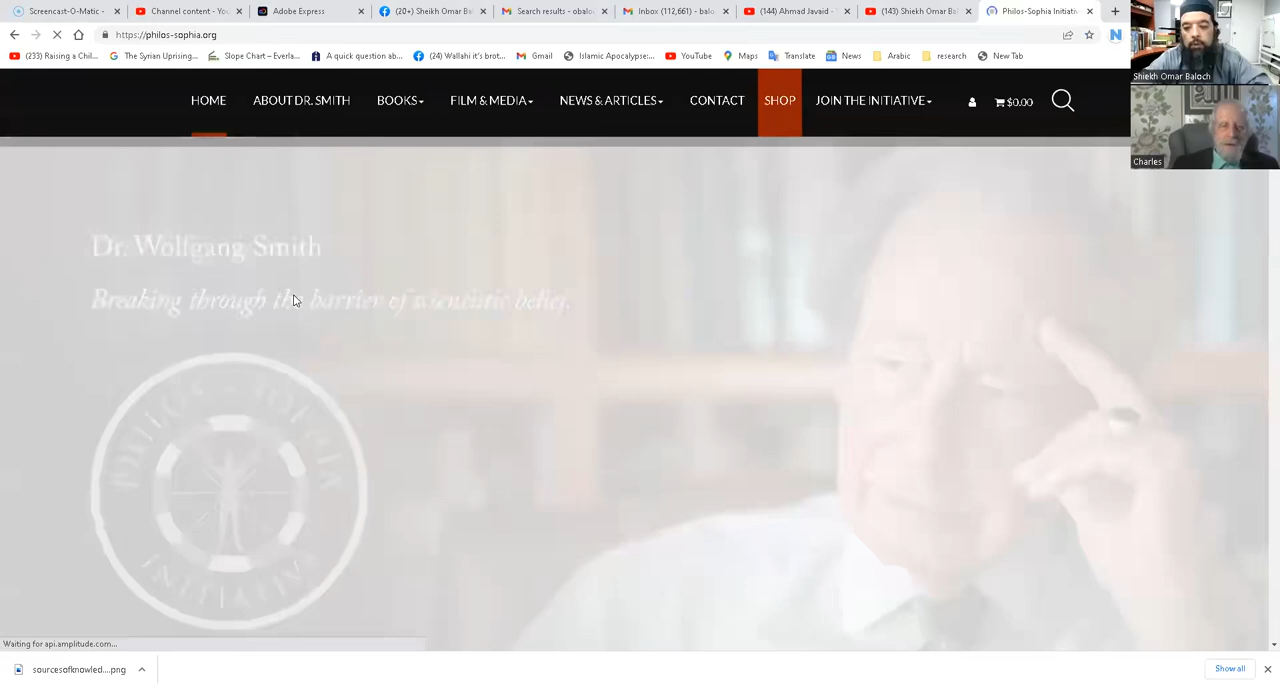 Screencast-O-Matic -
Channel content - You
Adobe Express
(20+) Sheikh Omar Ba
Search results - obalo
Inbox (112,661) - balo
(144) Ahmad Javaid -
(143) Shiekh Omar Ba
Philos-Sophia Initiati
https://philos-sophia.org
(233) Raising a Chil...
The Syrian Uprising...
Slope Chart – Everla...
A quick question ab...
(24) Wallahi it's brot...
Gmail
Islamic Apocalypse:...
YouTube
Maps
Translate
News
Arabic
research
New Tab
HOME
ABOUT DR. SMITH
BOOKS
FILM & MEDIA
NEWS & ARTICLES
CONTACT
SHOP
JOIN THE INITIATIVE
$0.00
Shiekh Omar Baloch
Charles
Dr. Wolfgang Smith
Breaking through the barrier of scientistic belief.
PHILOS - SOPHIA
INITIATIVE
Waiting for api.amplitude.com...
sourcesofknowled....png
Show all